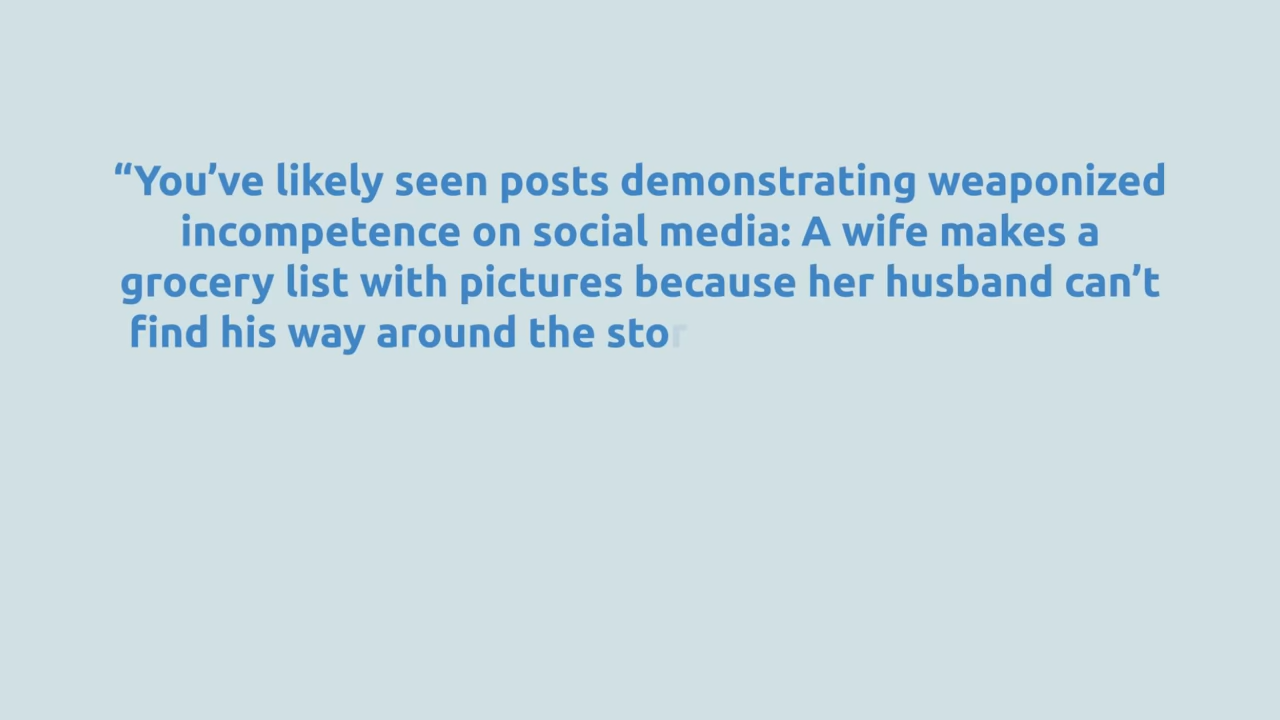 “You’ve likely seen posts demonstrating weaponized
incompetence on social media: A wife makes a
grocery list with pictures because her husband can’t
find his way around the stor